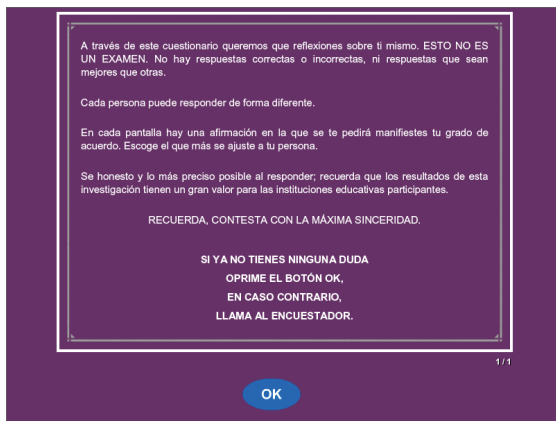 A través de este cuestionario queremos que reflexiones sobre ti mismo. ESTO NO ES
UN EXAMEN. No hay respuestas correctas o incorrectas, ni respuestas que sean
mejores que otras.
Cada persona puede responder de forma diferente.
En cada pantalla hay una afirmación en la que se te pedirá manifiestes tu grado de
acuerdo. Escoge el que más se ajuste a tu persona.
Se honesto y lo más preciso posible al responder; recuerda que los resultados de esta
investigación tienen un gran valor para las instituciones educativas participantes.
RECUERDA, CONTESTA CON LA MÁXIMA SINCERIDAD.
SI YA NO TIENES NINGUNA DUDA
OPRIME EL BOTÓN OK,
EN CASO CONTRARIO,
LLAMA AL ENCUESTADOR.
1/1
OK